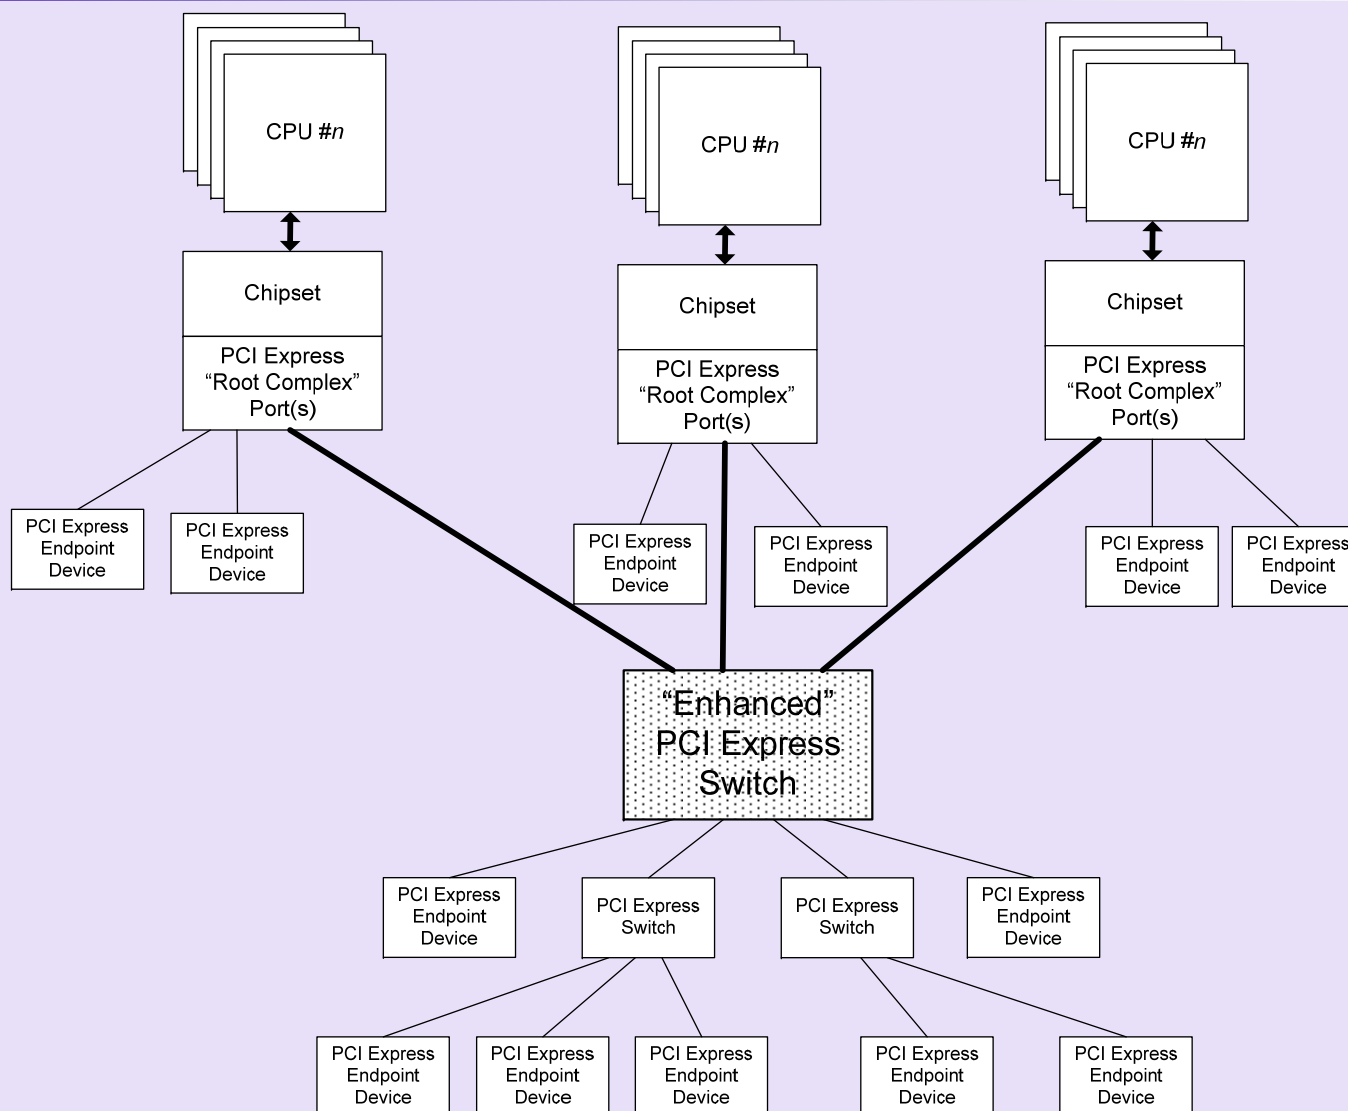 CPU #n
CPU #n
CPU #n
Chipset
Chipset
Chipset
PCI Express
“Root Complex”
Port(s)
PCI Express
“Root Complex”
Port(s)
PCI Express
“Root Complex”
Port(s)
PCI Express
Endpoint
Device
PCI Express
Endpoint
Device
PCI Express
Endpoint
Device
PCI Express
Endpoint
Device
PCI Express
Endpoint
Device
PCI Express
Endpoint
Device
“Enhanced”
PCI Express
Switch
PCI Express
Endpoint
Device
PCI Express
Switch
PCI Express
Switch
PCI Express
Endpoint
Device
PCI Express
Endpoint
Device
PCI Express
Endpoint
Device
PCI Express
Endpoint
Device
PCI Express
Endpoint
Device
PCI Express
Endpoint
Device